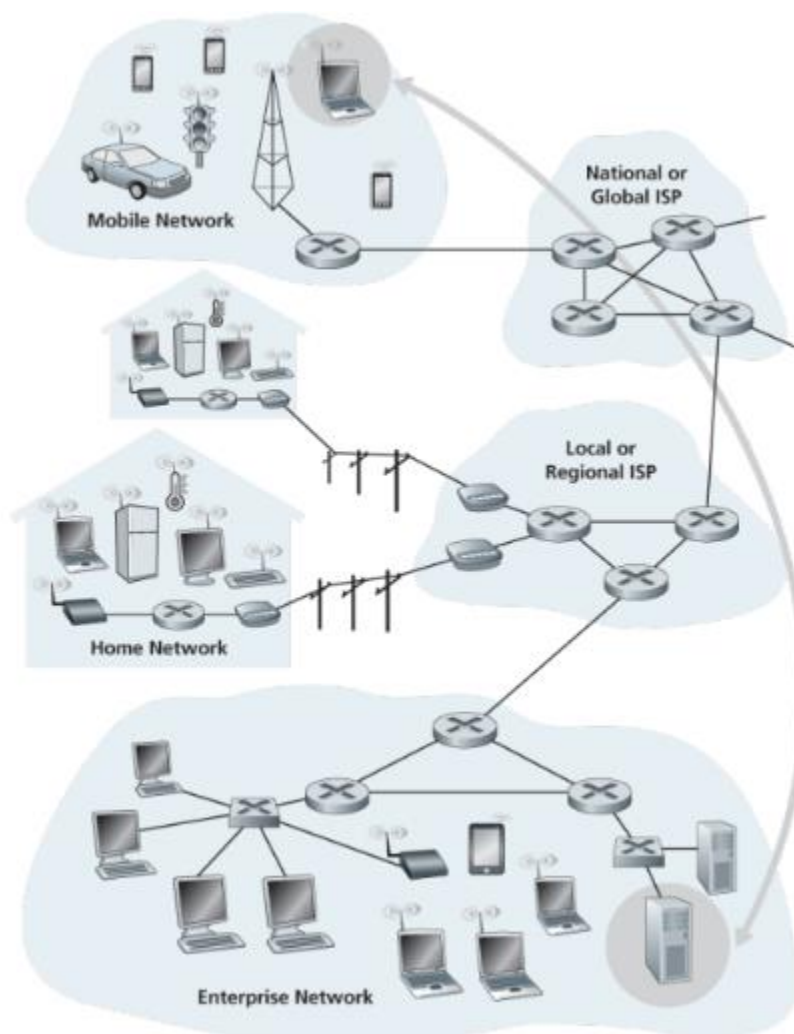 Mobile Network
National or
Global ISP
Local or
Regional ISP
Home Network
Enterprise Network